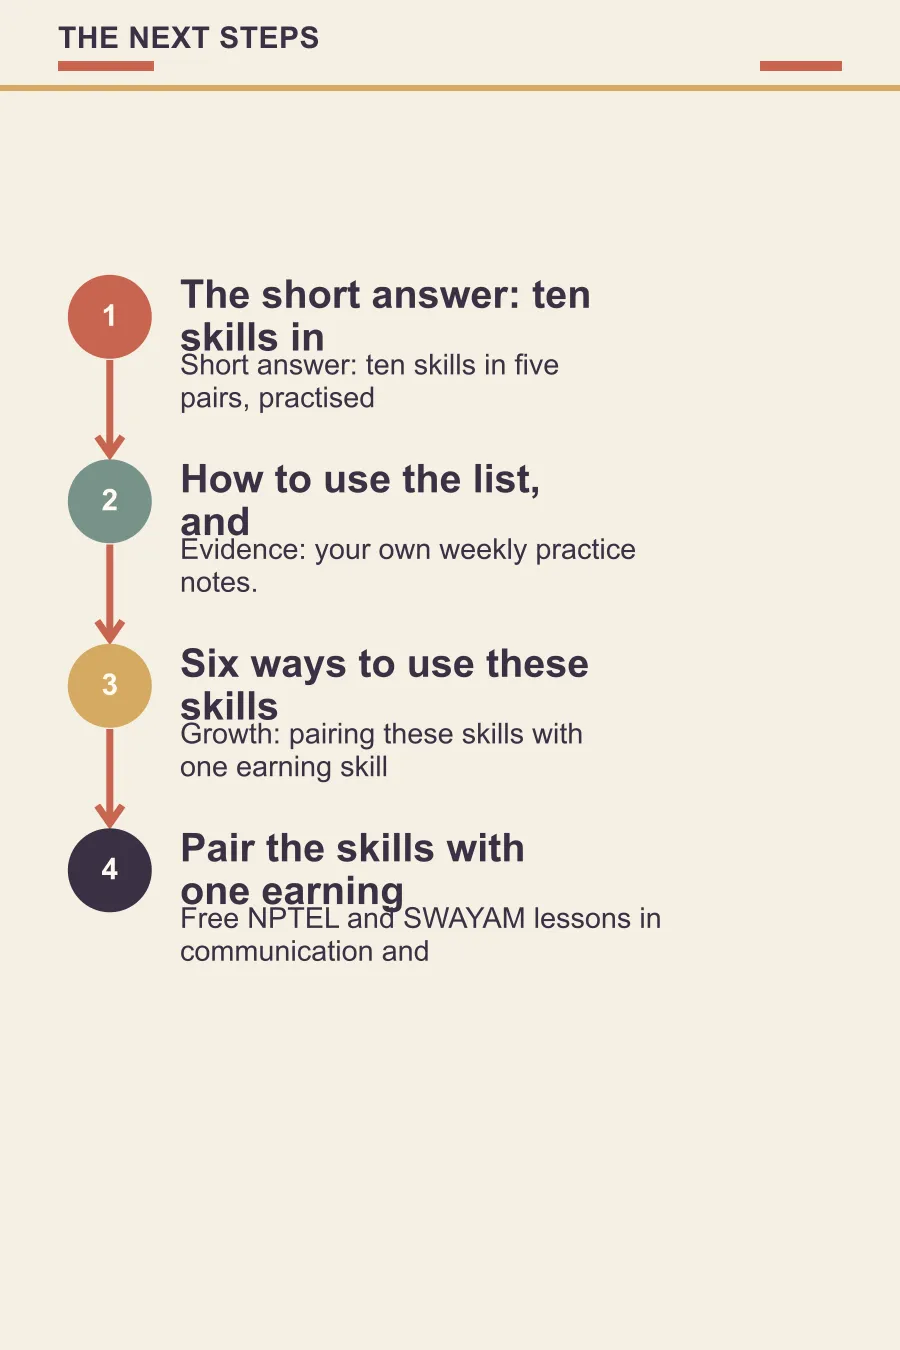 THE NEXT STEPS
1
The short answer: ten
skills in
Short answer: ten skills in five
pairs, practised
2
How to use the list,
and
Evidence: your own weekly practice
notes.
3
Six ways to use these
skills
Growth: pairing these skills with
one earning skill
4
Pair the skills with
one earning
Free NPTEL and SWAYAM lessons in
communication and